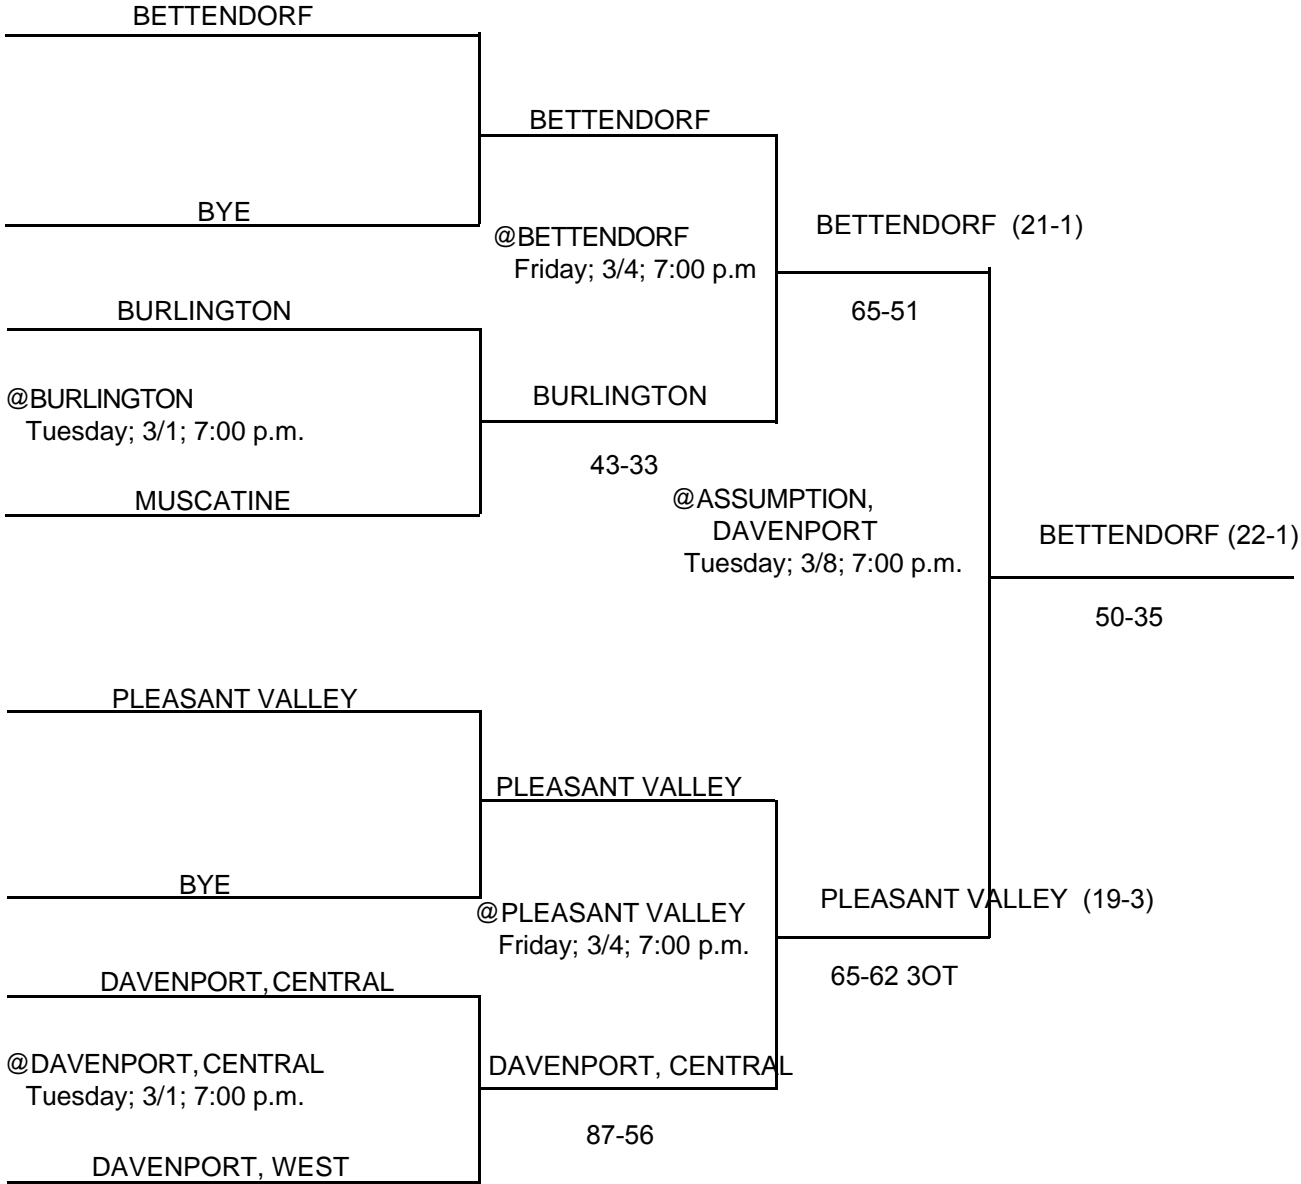 BETTENDORF
BETTENDORF
BYE
@BETTENDORF
Friday; 3/4; 7:00 p.m
BETTENDORF (21-1)
BURLINGTON
65-51
@BURLINGTON
Tuesday; 3/1; 7:00 p.m.
BURLINGTON
43-33
MUSCATINE
@ASSUMPTION,
DAVENPORT
Tuesday; 3/8; 7:00 p.m.
BETTENDORF (22-1)
50-35
PLEASANT VALLEY
PLEASANT VALLEY
BYE
@PLEASANT VALLEY
Friday; 3/4; 7:00 p.m.
PLEASANT VALLEY (19-3)
65-62 3OT
DAVENPORT, CENTRAL
@DAVENPORT, CENTRAL
Tuesday; 3/1; 7:00 p.m.
DAVENPORT, CENTRAL
87-56
DAVENPORT, WEST